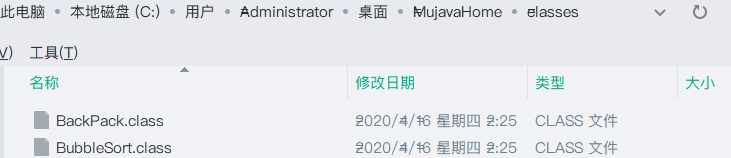 此电脑 • 本地磁盘 (C:) • 用户 • Administrator • 桌面 • MujavaHome • classes
V) 工具(T)
名称 修改日期 类型 大小
BackPack.class 2020/4/16 星期四 2:25 CLASS 文件
BubbleSort.class 2020/4/16 星期四 2:25 CLASS 文件